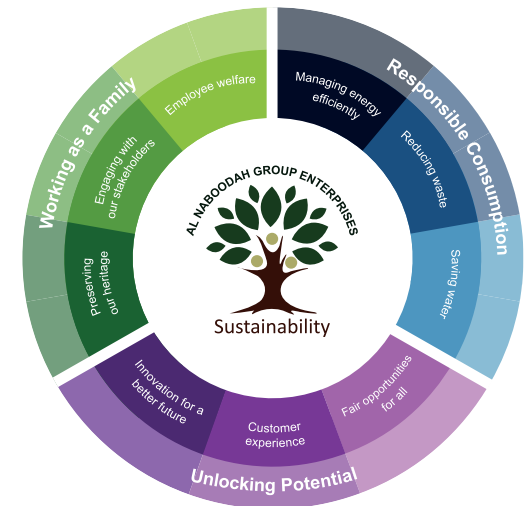 Working as a Family
Employee welfare
Engaging with
our stakeholders
Preserving
our heritage
Responsible Consumption
Managing energy
efficiently
Reducing waste
Saving water
AL NABOODAH GROUP ENTERPRISES
Sustainability
Innovation for a
better future
Customer
experience
Fair opportunities
for all
Unlocking Potential